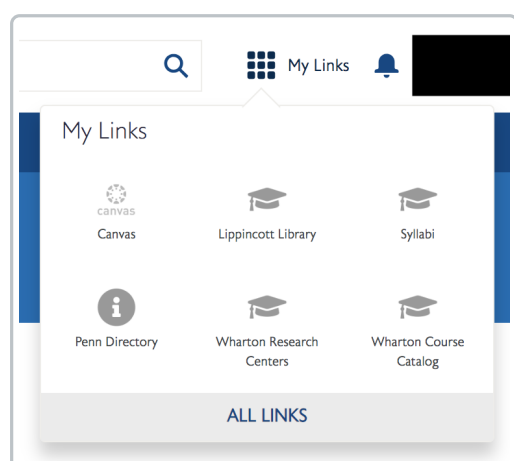 My Links
My Links
canvas
Canvas
Lippincott Library
Syllabi
Penn Directory
Wharton Research
Centers
Wharton Course
Catalog
ALL LINKS